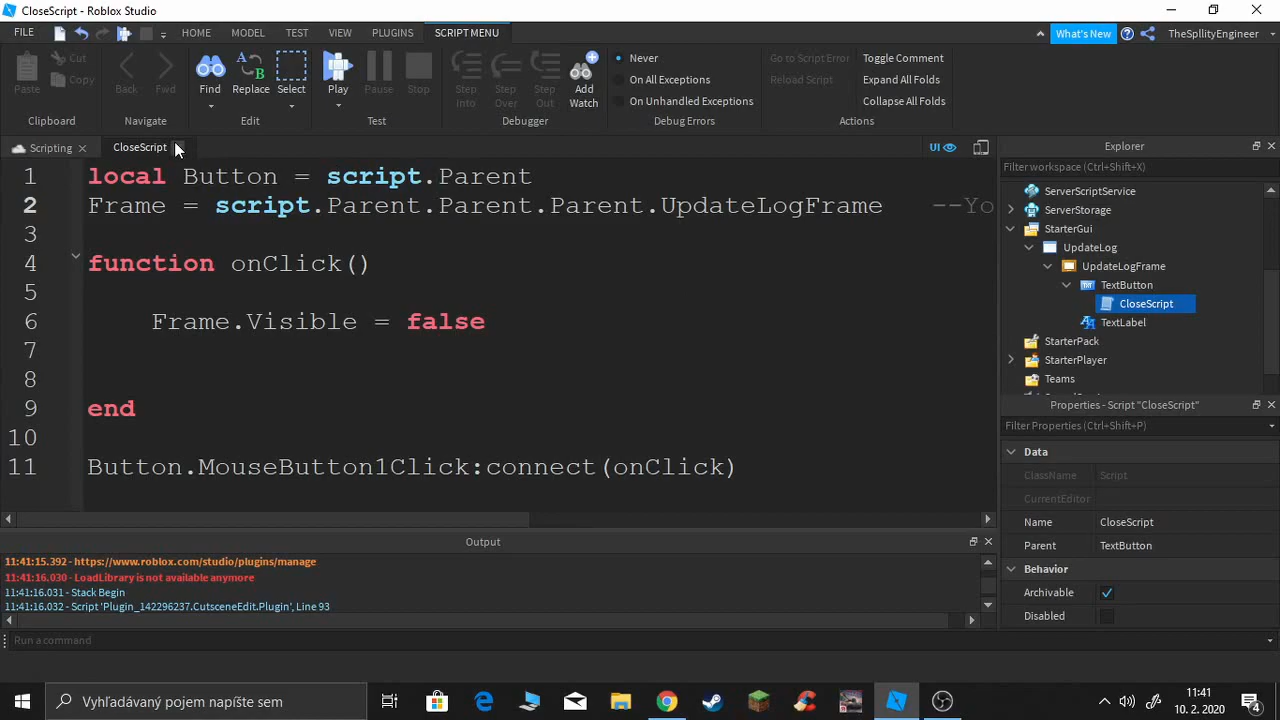 CloseScript - Roblox Studio
FILE HOME MODEL TEST VIEW PLUGINS SCRIPT MENU What's New TheSpllityEngineer
Paste Cut Copy
Back Fwd
Find Replace Select
Play Pause Stop
Step Into Step Over Step Out Add Watch
Never
On All Exceptions
On Unhandled Exceptions
Go to Script Error
Reload Script
Toggle Comment
Expand All Folds
Collapse All Folds
Clipboard Navigate Edit Test Debugger Debug Errors Actions
Scripting CloseScript UI
1 local Button = script.Parent
2 Frame = script.Parent.Parent.Parent.UpdateLogFrame --Yo
3
4 function onClick()
5
6 Frame.Visible = false
7
8
9 end
10
11 Button.MouseButton1Click:connect(onClick)
Explorer
Filter workspace (Ctrl+Shift+X)
ServerScriptService
ServerStorage
StarterGui
UpdateLog
UpdateLogFrame
TextButton
CloseScript
TextLabel
StarterPack
StarterPlayer
Teams
Properties - Script "CloseScript"
Filter Properties (Ctrl+Shift+P)
Data
ClassName Script
CurrentEditor
Name CloseScript
Parent TextButton
Behavior
Archivable
Disabled
Output
11:41:15.392 - https://www.roblox.com/studio/plugins/manage
11:41:16.030 - LoadLibrary is not available anymore
11:41:16.031 - Stack Begin
11:41:16.032 - Script 'Plugin_142296237.CutsceneEdit.Plugin', Line 93
Run a command
Vyhľadávaný pojem napíšte sem
11:41
10. 2. 2020
4